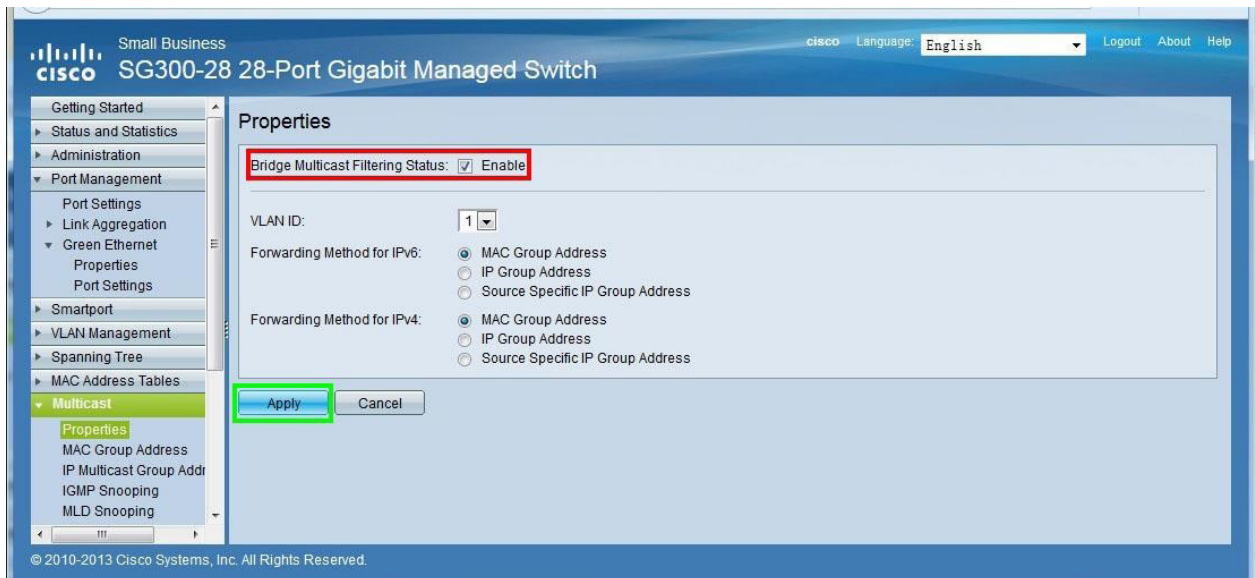 Small Business
cisco Language: English Logout About Help
cisco SG300-28 28-Port Gigabit Managed Switch
Getting Started
Status and Statistics
Administration
Port Management
Port Settings
Link Aggregation
Green Ethernet
Properties
Port Settings
Smartport
VLAN Management
Spanning Tree
MAC Address Tables
Multicast
Properties
MAC Group Address
IP Multicast Group Addr
IGMP Snooping
MLD Snooping
Properties
Bridge Multicast Filtering Status: Enable
VLAN ID: 1
Forwarding Method for IPv6: MAC Group Address
IP Group Address
Source Specific IP Group Address
Forwarding Method for IPv4: MAC Group Address
IP Group Address
Source Specific IP Group Address
Apply Cancel
© 2010-2013 Cisco Systems, Inc. All Rights Reserved.